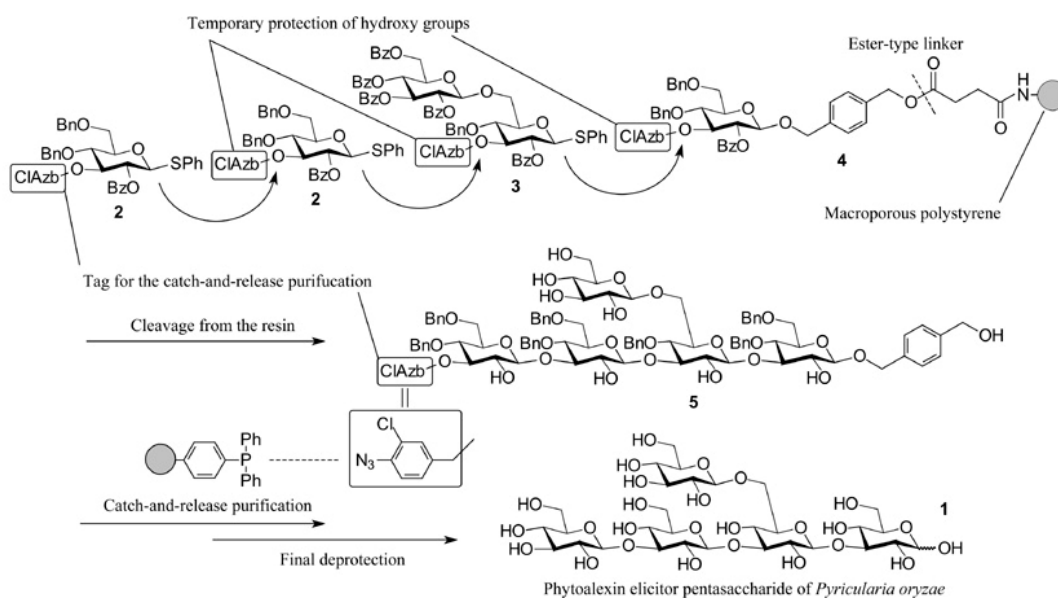 Temporary protection of hydroxy groups
Ester-type linker
BzO
BzO
BzO
BzO
O
O
BnO
BnO
ClAzb
O
O
BzO
SPh
2
BnO
BnO
ClAzb
O
O
BzO
SPh
2
BnO
ClAzb
O
O
BzO
SPh
3
BnO
BnO
ClAzb
O
O
BzO
O
O
O
O
H
N
4
Macroporous polystyrene
Tag for the catch-and-release purifucation
Cleavage from the resin
HO
HO
HO
HO
O
O
BnO
BnO
ClAzb
O
O
HO
O
BnO
BnO
O
HO
O
BnO
O
HO
O
BnO
BnO
O
HO
O
OH
5
Cl
N3
Ph
P
Ph
Catch-and-release purification
Final deprotection
HO
HO
HO
HO
O
O
HO
HO
HO
HO
O
O
HO
HO
HO
O
O
HO
HO
O
O
HO
HO
HO
O
OH
1
Phytoalexin elicitor pentasaccharide of Pyricularia oryzae